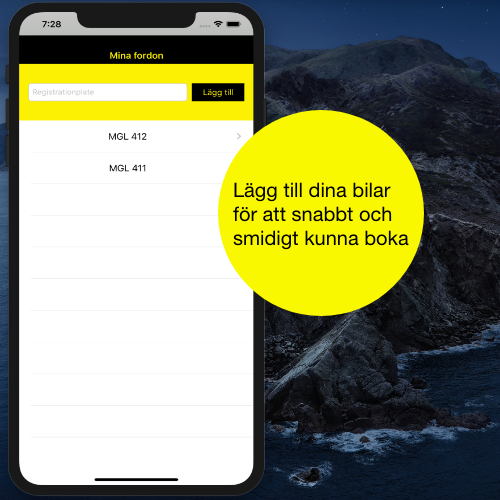 7:28
Mina fordon
Registrationplate
Lägg till
MGL 412
MGL 411
Lägg till dina bilar
för att snabbt och
smidigt kunna boka